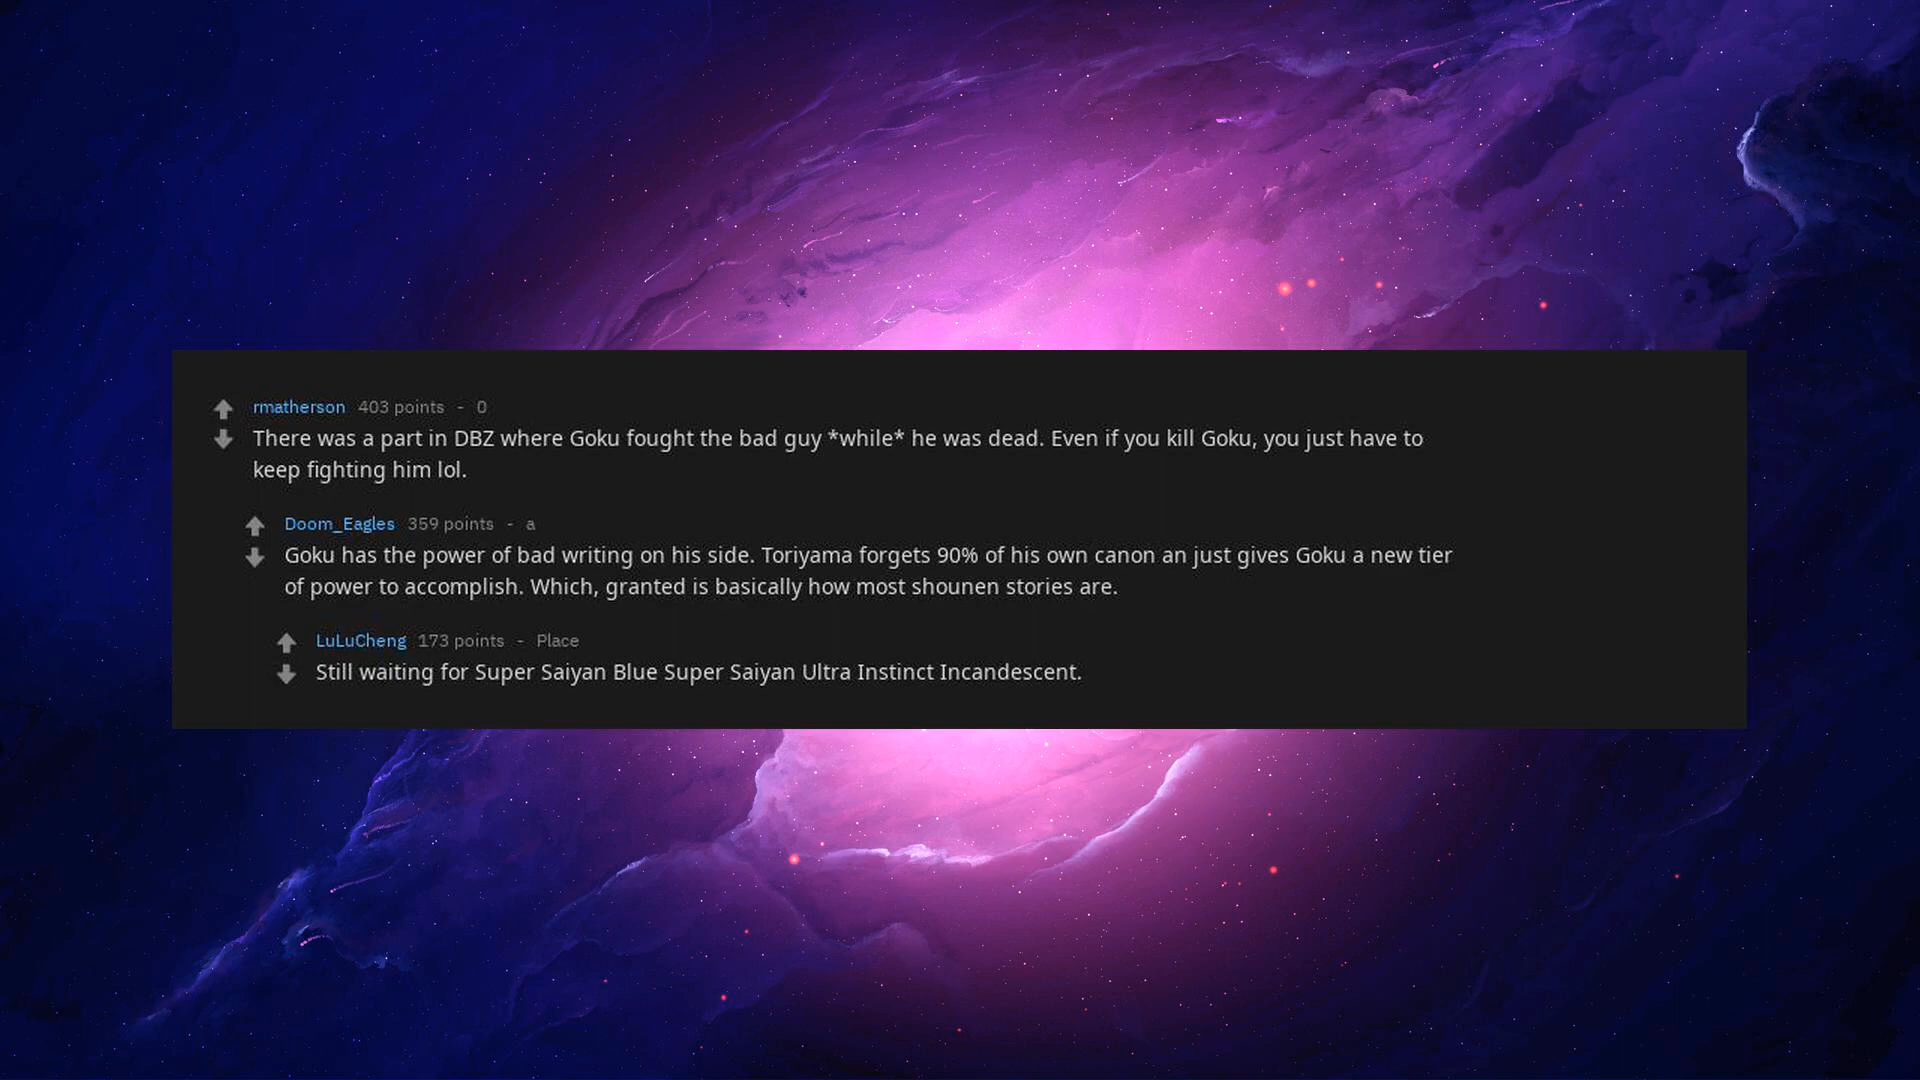 rmatherson 403 points - 0
There was a part in DBZ where Goku fought the bad guy *while* he was dead. Even if you kill Goku, you just have to
keep fighting him lol.
Doom_Eagles 359 points - a
Goku has the power of bad writing on his side. Toriyama forgets 90% of his own canon an just gives Goku a new tier
of power to accomplish. Which, granted is basically how most shounen stories are.
LuLuCheng 173 points - Place
Still waiting for Super Saiyan Blue Super Saiyan Ultra Instinct Incandescent.